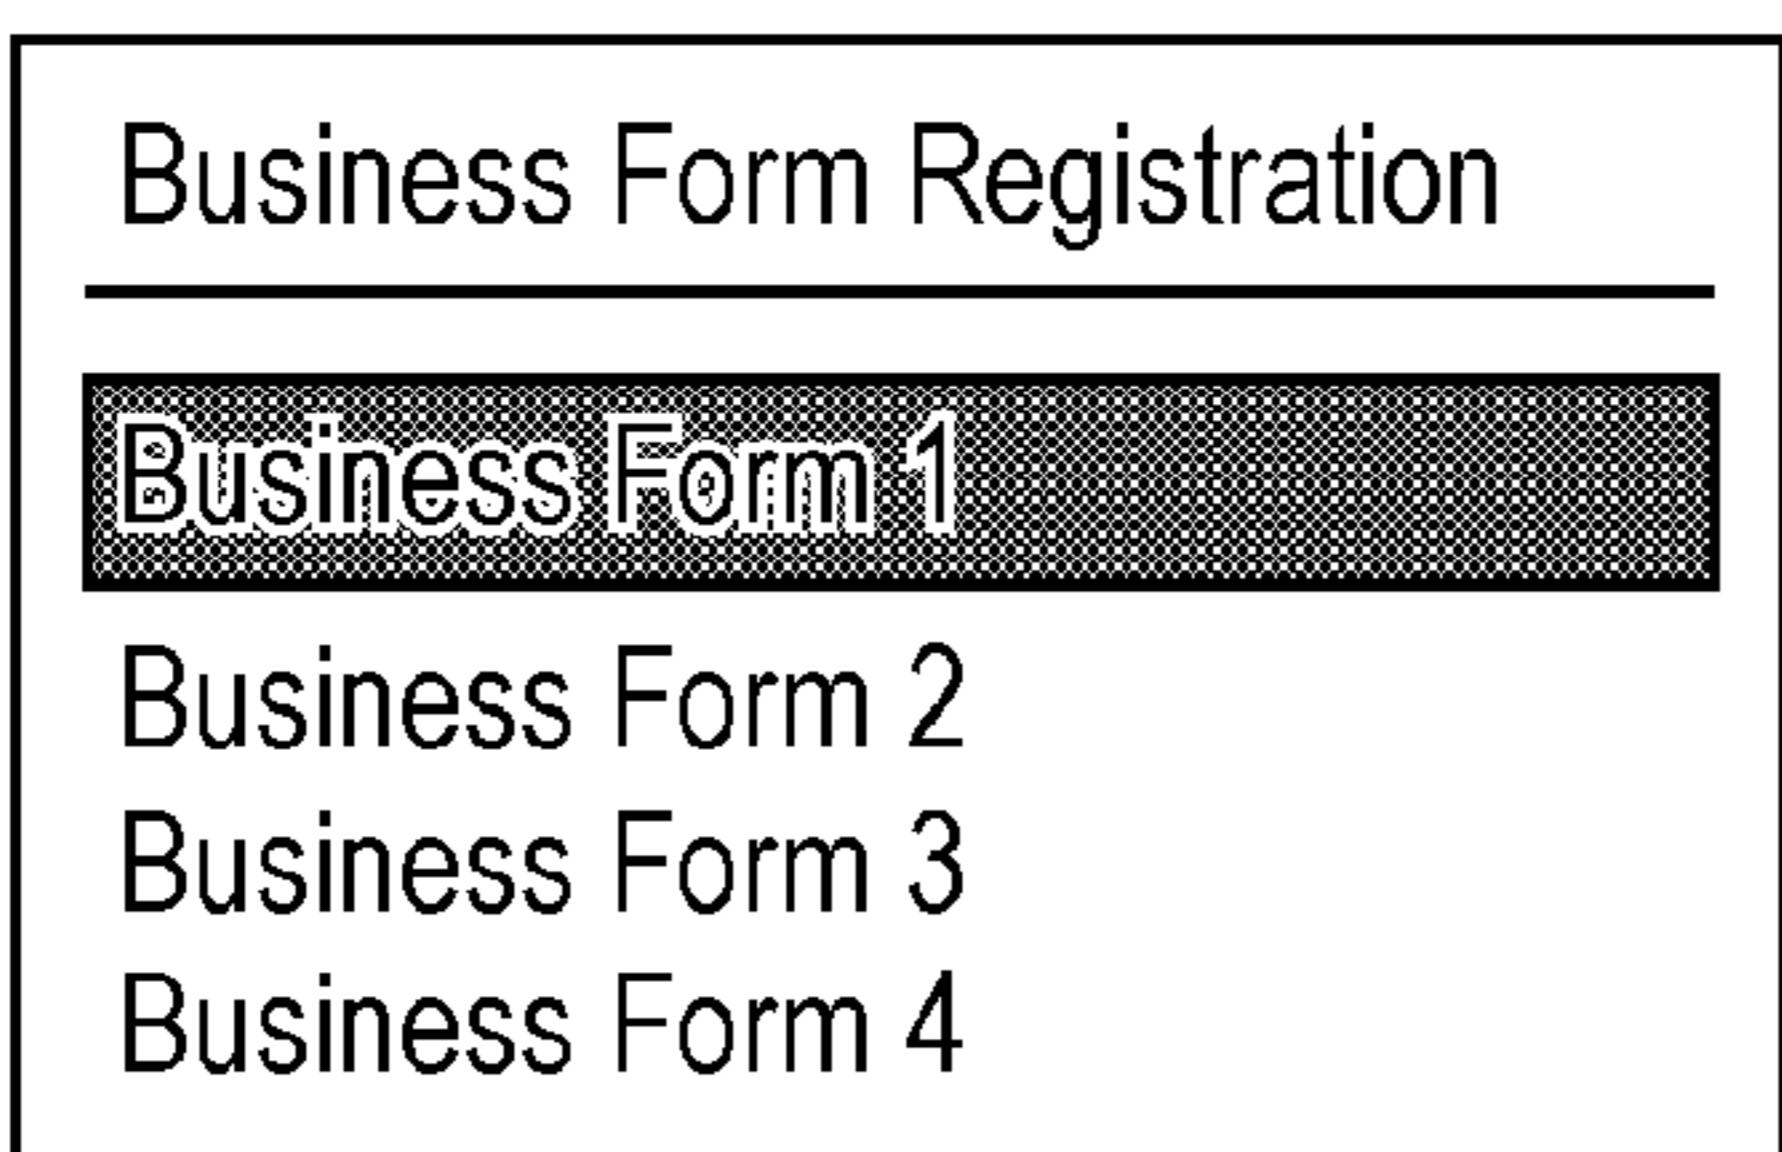 Business Form Registration
Business Form 1
Business Form 2
Business Form 3
Business Form 4